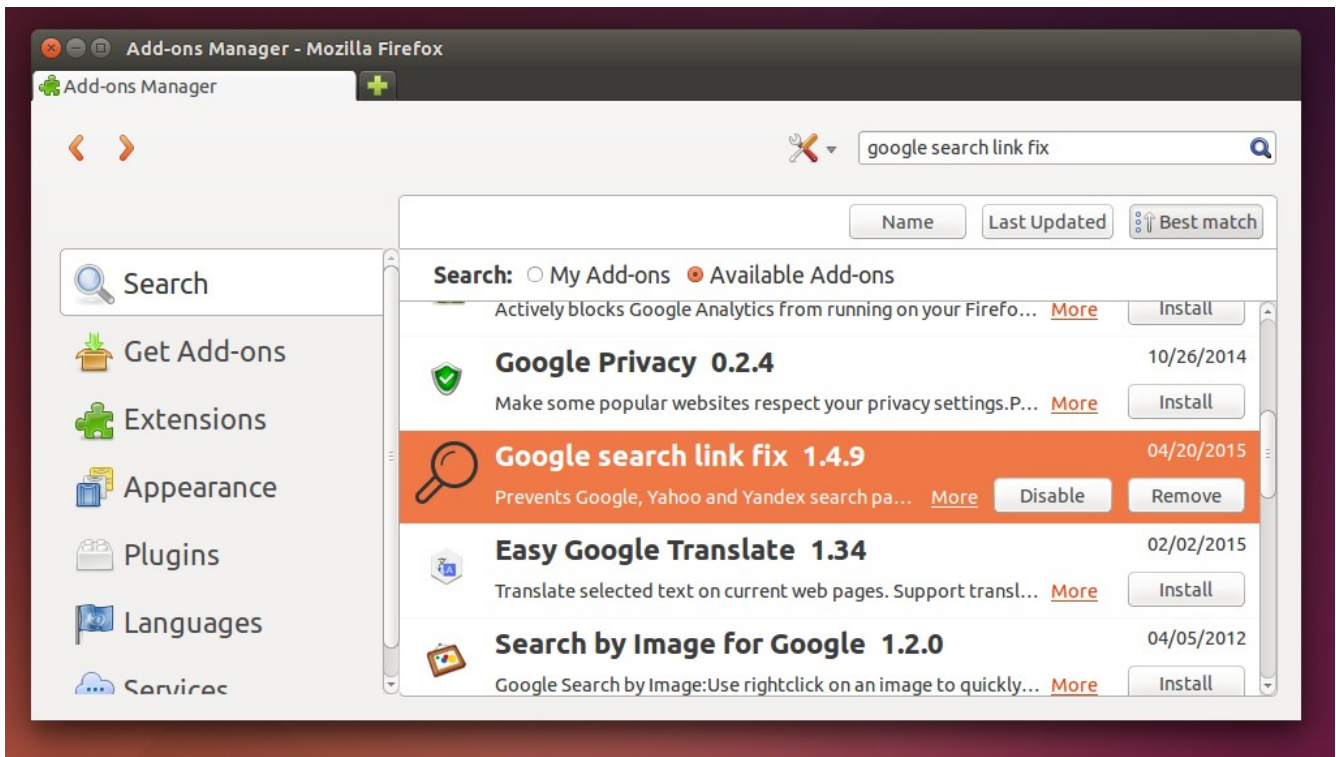 Add-ons Manager - Mozilla Firefox
Add-ons Manager
google search link fix
Name Last Updated Best match
Search
Get Add-ons
Extensions
Appearance
Plugins
Languages
Services
Search: My Add-ons Available Add-ons
Actively blocks Google Analytics from running on your Firefo... More Install
Google Privacy 0.2.4 10/26/2014
Make some popular websites respect your privacy settings.P... More Install
Google search link fix 1.4.9 04/20/2015
Prevents Google, Yahoo and Yandex search pa... More Disable Remove
Easy Google Translate 1.34 02/02/2015
Translate selected text on current web pages. Support transl... More Install
Search by Image for Google 1.2.0 04/05/2012
Google Search by Image:Use rightclick on an image to quickly... More Install